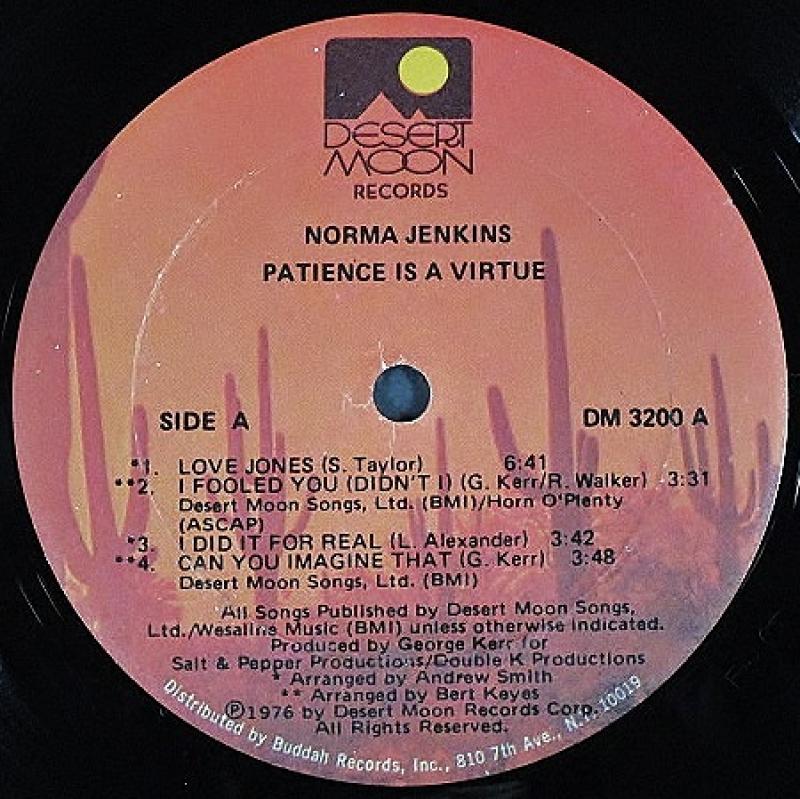 DESERT
MOON
RECORDS
NORMA JENKINS
PATIENCE IS A VIRTUE
SIDE A
DM 3200 A
*1. LOVE JONES (S. Taylor) 6:41
**2. I FOOLED YOU (DIDN'T I) (G. Kerr/R. Walker) 3:31
Desert Moon Songs, Ltd. (BMI)/Horn O'Plenty
(ASCAP)
*3. I DID IT FOR REAL (L. Alexander) 3:42
**4. CAN YOU IMAGINE THAT (G. Kerr) 3:48
Desert Moon Songs, Ltd. (BMI)
All Songs Published by Desert Moon Songs,
Ltd./Wesaline Music (BMI) unless otherwise indicated.
Produced by George Kerr for
Salt & Pepper Productions/Double K Productions
* Arranged by Andrew Smith
** Arranged by Bert Keyes
℗1976 by Desert Moon Records Corp.
All Rights Reserved.
Distributed by Buddah Records, Inc., 810 7th Ave., N.Y. 10019